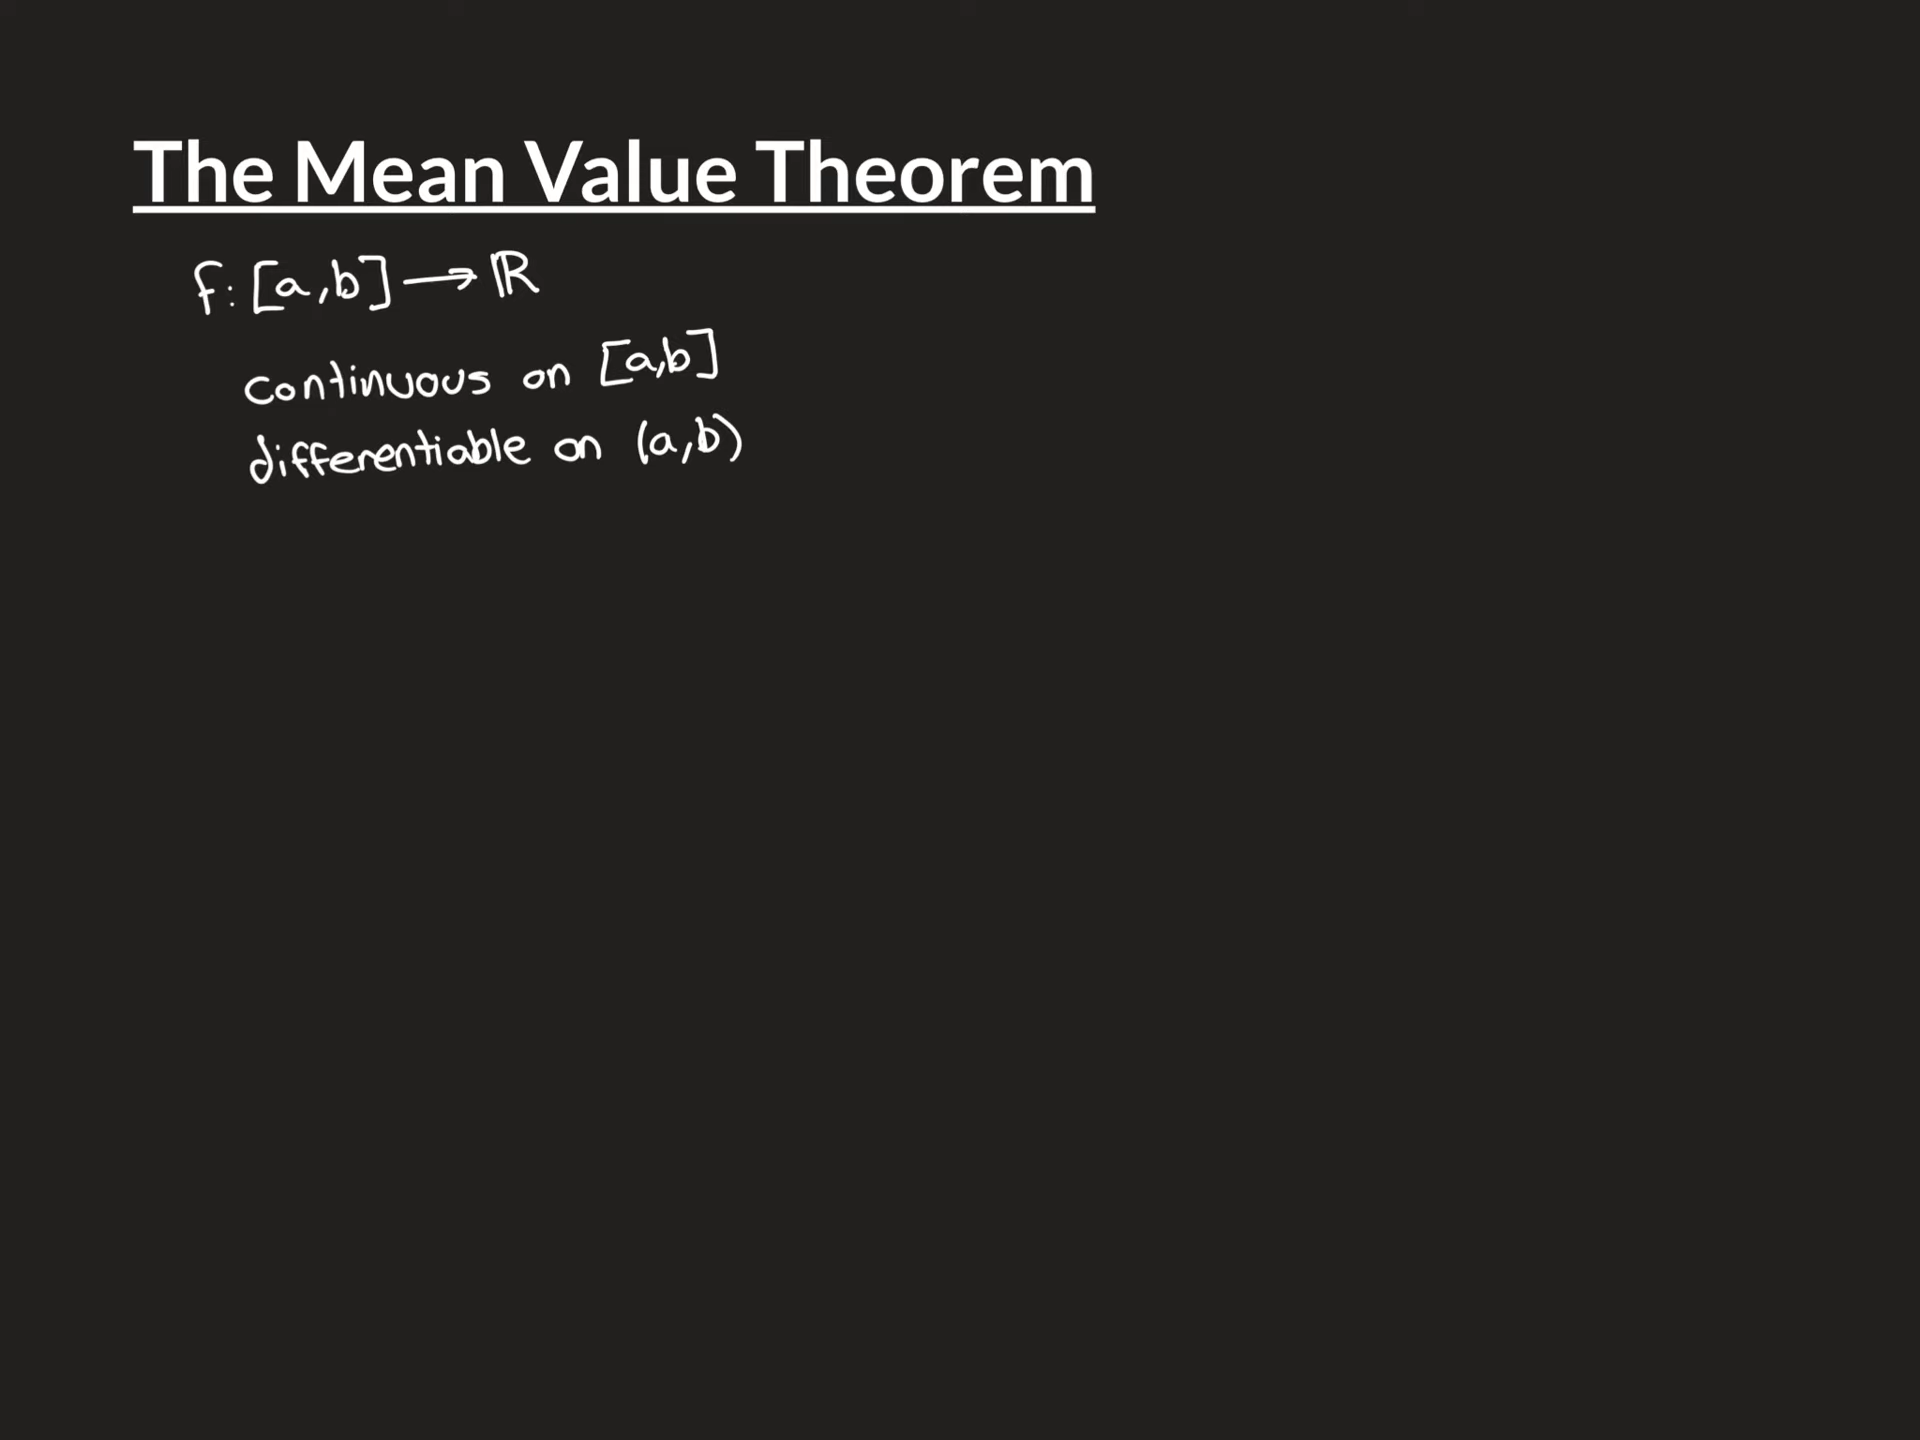 The Mean Value Theorem
f: [a,b] ⟶ ℝ
continuous on [a,b]
differentiable on (a,b)